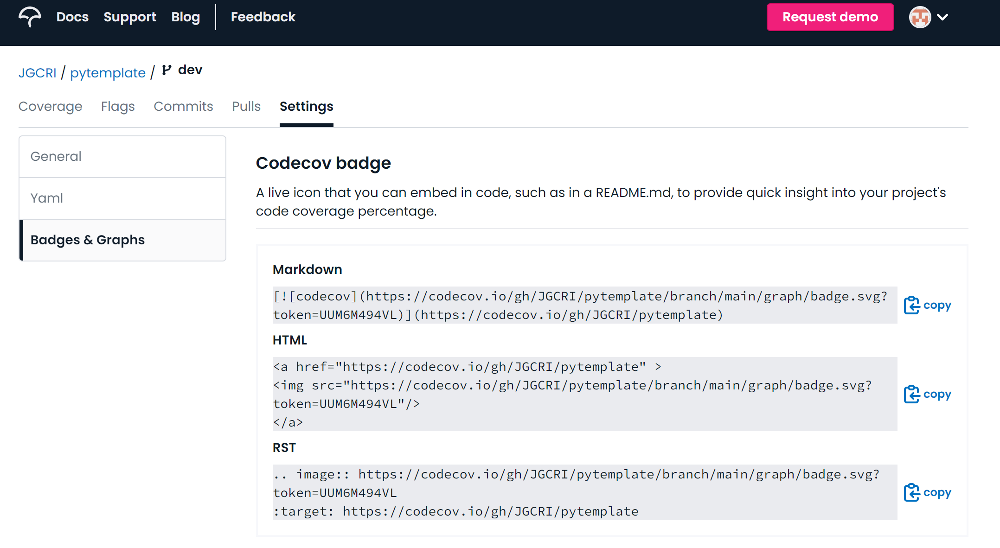 Docs Support Blog Feedback Request demo
JGCRI / pytemplate / dev
Coverage Flags Commits Pulls Settings
General
Yaml
Badges & Graphs
Codecov badge
A live icon that you can embed in code, such as in a README.md, to provide quick insight into your project's
code coverage percentage.
Markdown
[![codecov](https://codecov.io/gh/JGCRI/pytemplate/branch/main/graph/badge.svg?
token=UUM6M494VL)](https://codecov.io/gh/JGCRI/pytemplate)
copy
HTML
<a href="https://codecov.io/gh/JGCRI/pytemplate" >
<img src="https://codecov.io/gh/JGCRI/pytemplate/branch/main/graph/badge.svg?
token=UUM6M494VL"/>
</a>
copy
RST
.. image:: https://codecov.io/gh/JGCRI/pytemplate/branch/main/graph/badge.svg?
token=UUM6M494VL
:target: https://codecov.io/gh/JGCRI/pytemplate
copy